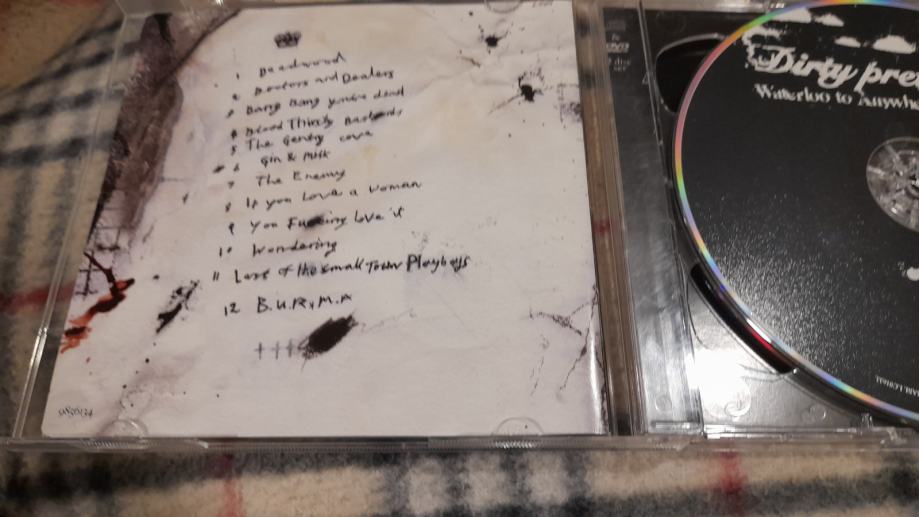 1 Deadwood
2 Doctors and Dealers
3 Bang Bang you're dead
4 Blood Thirsty Bastards
5 The Gentry cove
6 Gin & Milk
7 The Enemy
8 If you Love a woman
9 You Fucking love it
10 Wondering
11 Last of the small Town Playboys
12 B.U.R.M.A
9856134
Dirty pre
Waterloo to Anywh